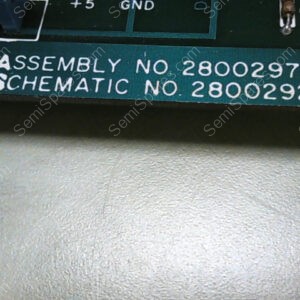 +5 GND
ASSEMBLY NO. 2800297
SCHEMATIC NO. 280029